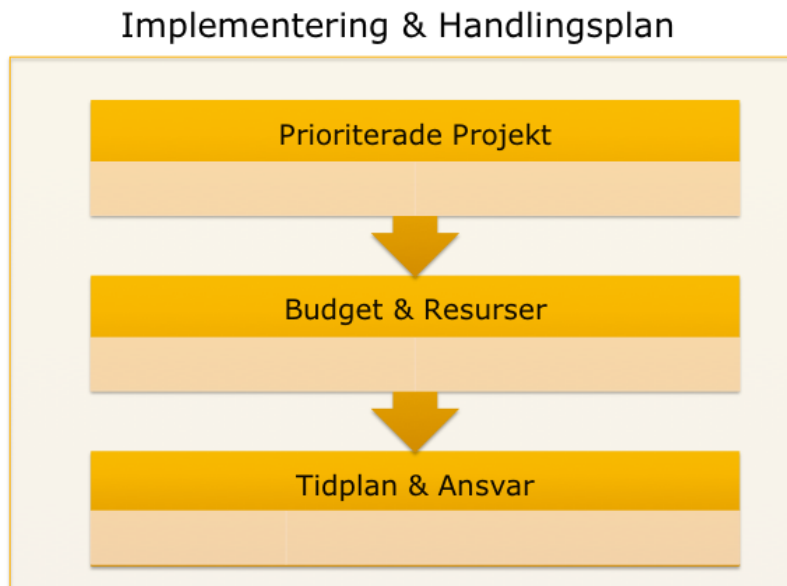 Implementering & Handlingsplan
Prioriterade Projekt
Budget & Resurser
Tidplan & Ansvar